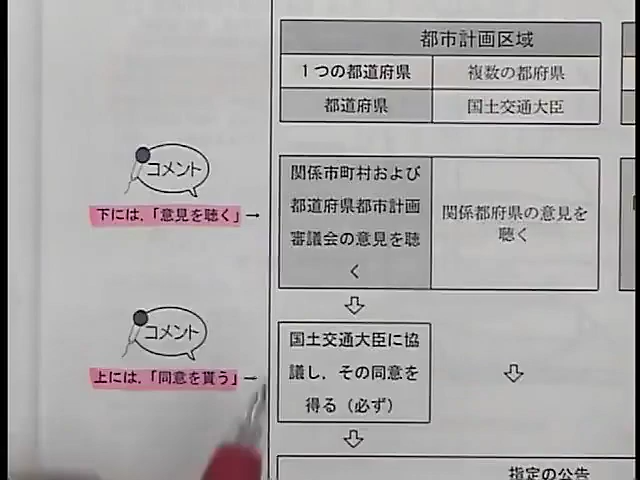 都市計画区域
1つの都道府県 複数の都府県
都道府県 国土交通大臣
コメント
下には，「意見を聴く」→
関係市町村および
都道府県都市計画
審議会の意見を聴
く
関係都府県の意見を
聴く
コメント
上には，「同意を貰う」→
国土交通大臣に協
議し，その同意を
得る（必ず）
指定の公告